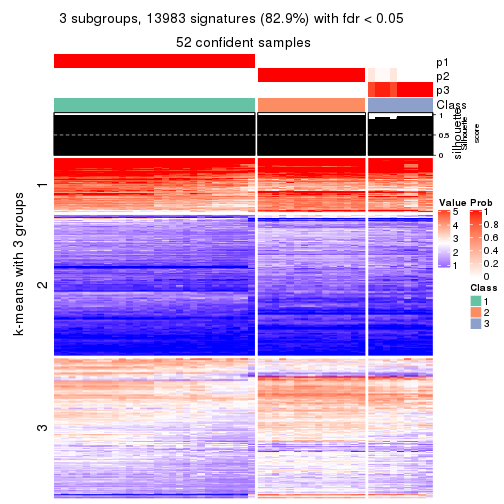 3 subgroups, 13983 signatures (82.9%) with fdr < 0.05
52 confident samples
p1
p2
p3
Class
1
0.5
0
silhouette
Silhouette
score
k-means with 3 groups
1
2
3
Value
5
4
3
2
1
Prob
1
0.8
0.6
0.4
0.2
0
Class
1
2
3